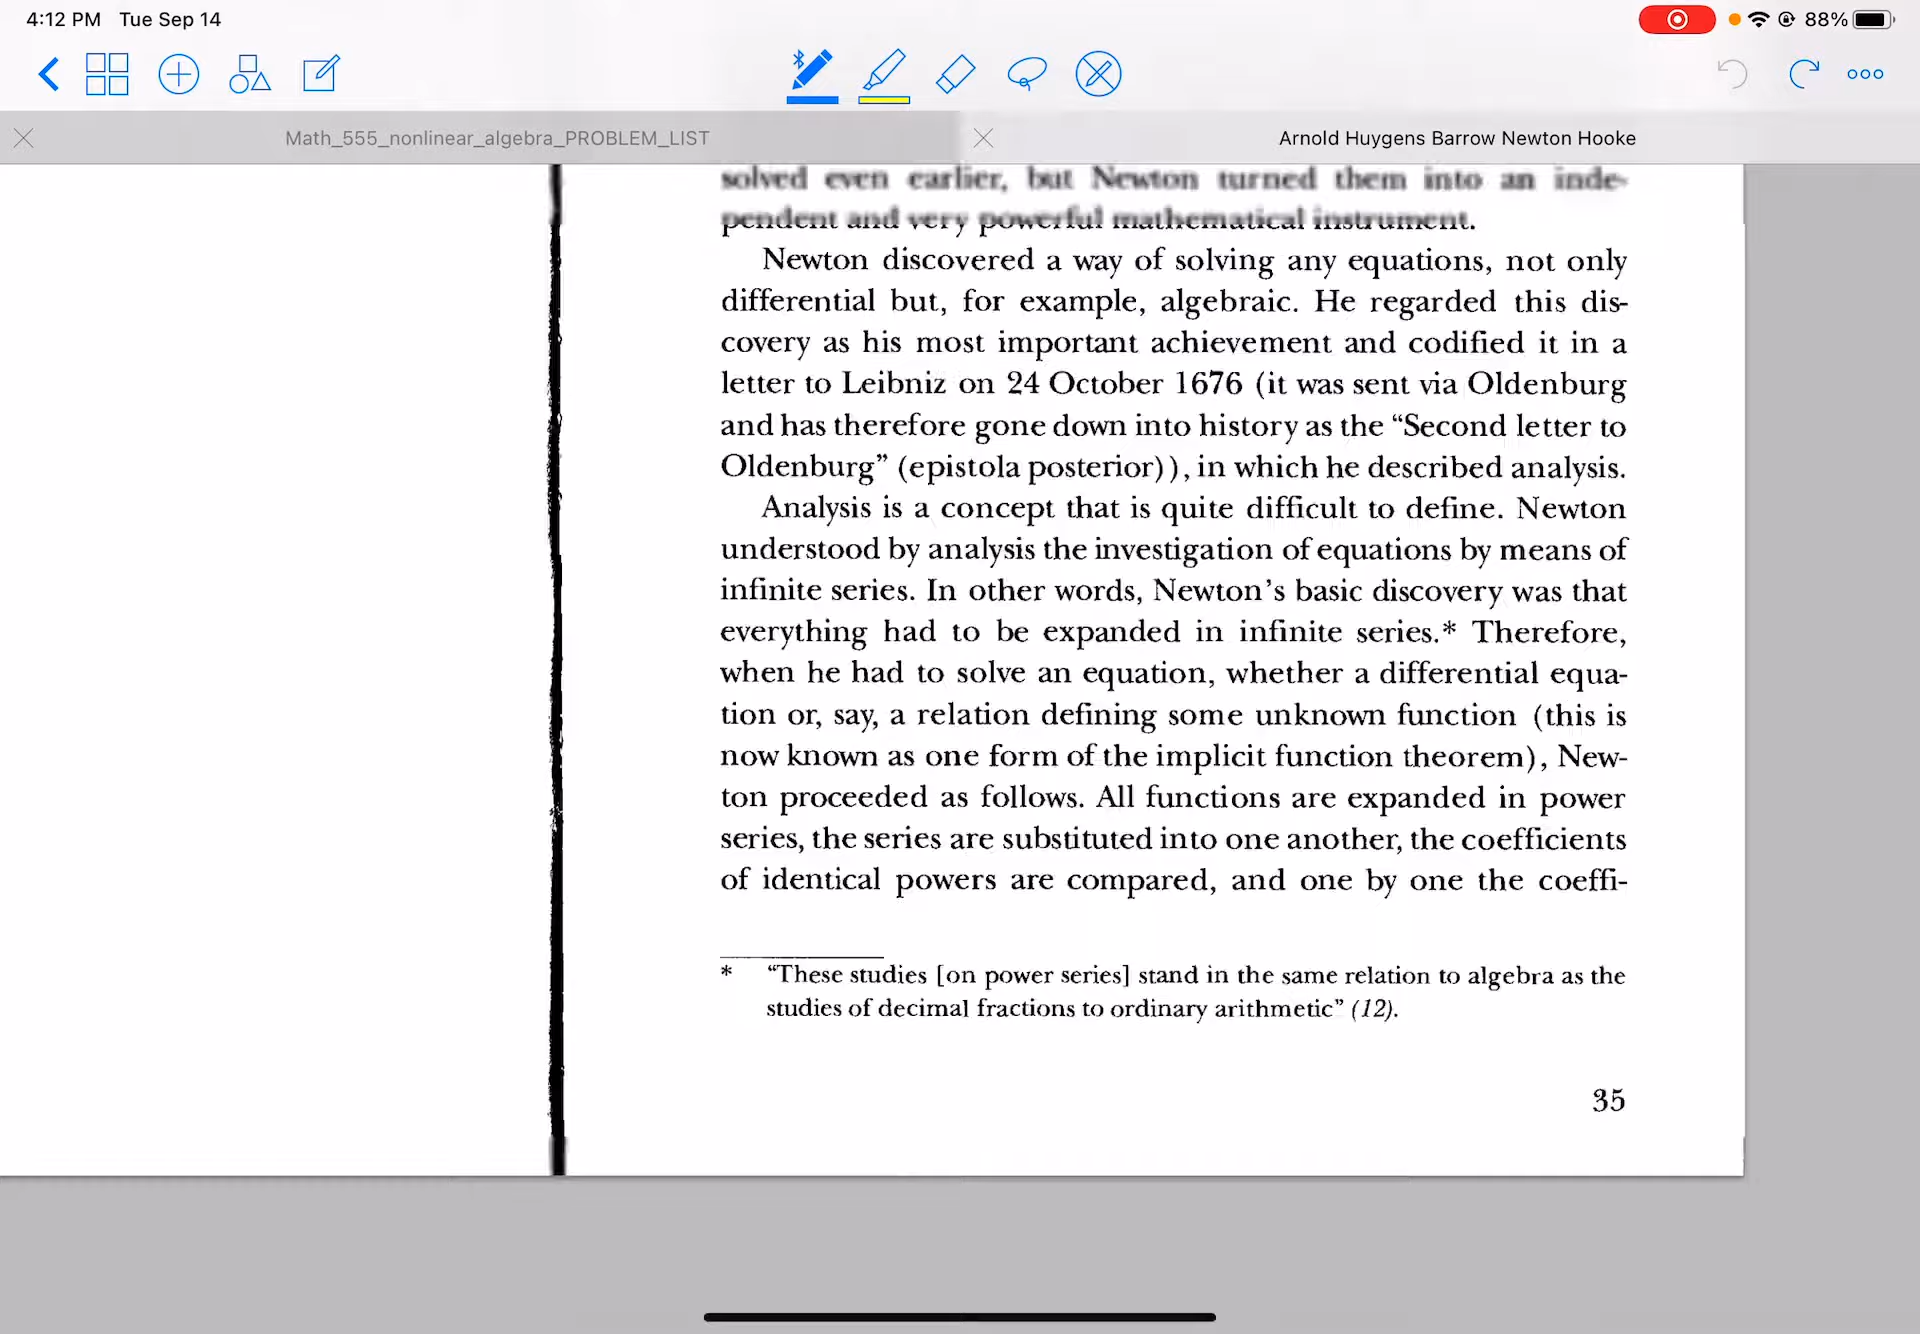 4:12 PM Tue Sep 14
88%
Math_555_nonlinear_algebra_PROBLEM_LIST
Arnold Huygens Barrow Newton Hooke
solved even earlier, but Newton turned them into an inde-
pendent and very powerful mathematical instrument.
Newton discovered a way of solving any equations, not only
differential but, for example, algebraic. He regarded this dis-
covery as his most important achievement and codified it in a
letter to Leibniz on 24 October 1676 (it was sent via Oldenburg
and has therefore gone down into history as the “Second letter to
Oldenburg” (epistola posterior)), in which he described analysis.
Analysis is a concept that is quite difficult to define. Newton
understood by analysis the investigation of equations by means of
infinite series. In other words, Newton’s basic discovery was that
everything had to be expanded in infinite series.* Therefore,
when he had to solve an equation, whether a differential equa-
tion or, say, a relation defining some unknown function (this is
now known as one form of the implicit function theorem), New-
ton proceeded as follows. All functions are expanded in power
series, the series are substituted into one another, the coefficients
of identical powers are compared, and one by one the coeffi-
* “These studies [on power series] stand in the same relation to algebra as the
studies of decimal fractions to ordinary arithmetic” (12).
35